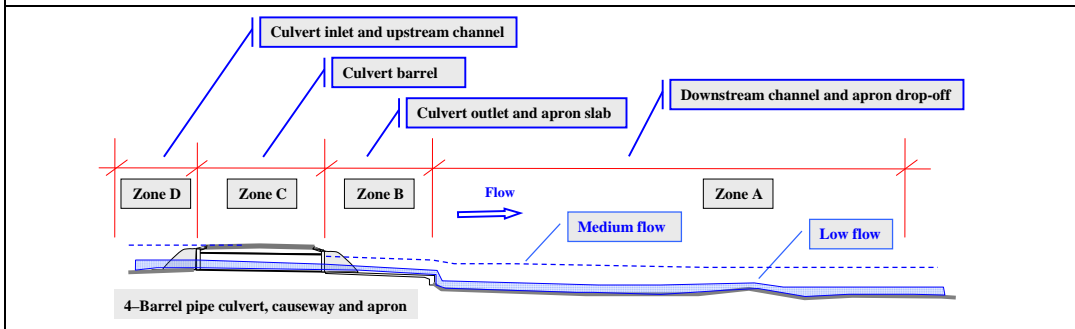 Culvert inlet and upstream channel
Culvert barrel
Downstream channel and apron drop-off
Culvert outlet and apron slab
Zone D
Zone C
Zone B
Flow
Zone A
Medium flow
Low flow
4–Barrel pipe culvert, causeway and apron